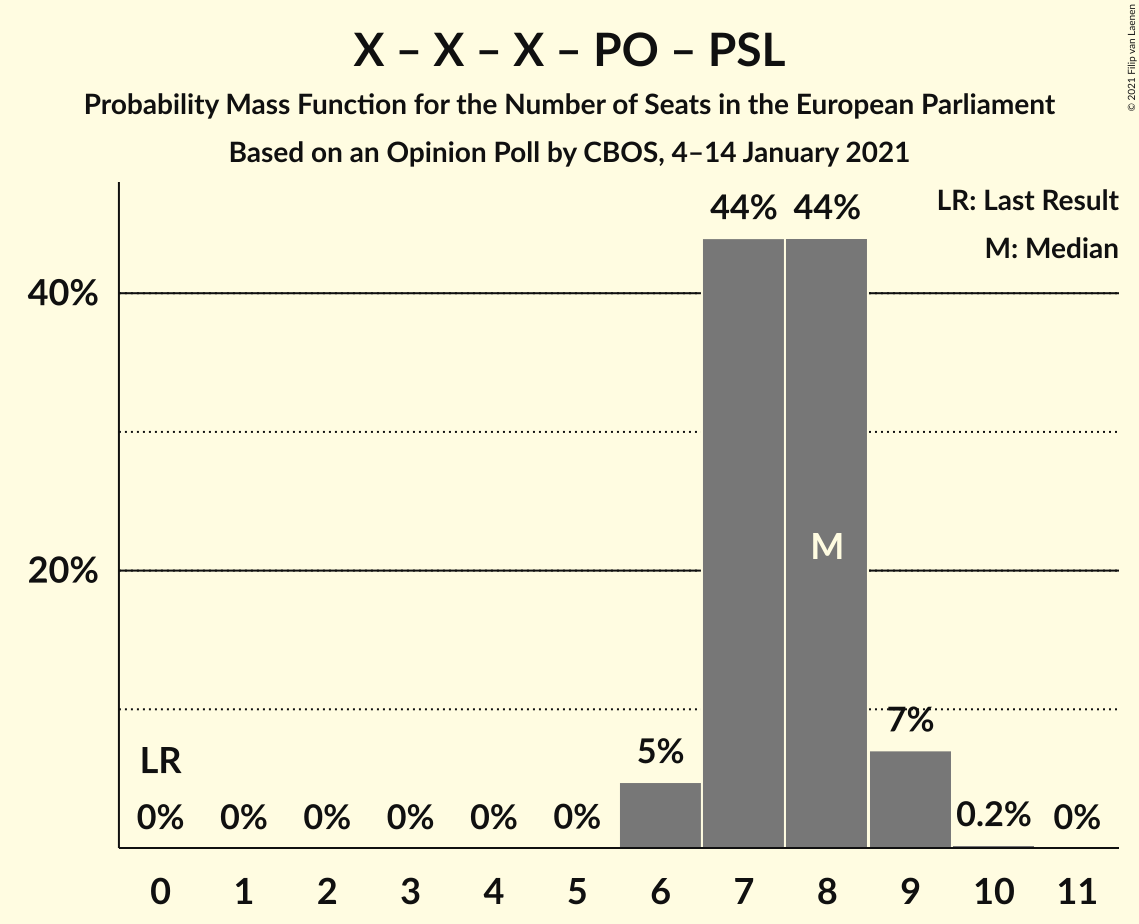 X – X – X – PO – PSL
Probability Mass Function for the Number of Seats in the European Parliament
Based on an Opinion Poll by CBOS, 4–14 January 2021
© 2021 Filip van Laenen
LR: Last Result
M: Median
44% 44%
40%
M
20%
7%
5%
LR
0% 0% 0% 0% 0% 0% 0.2% 0%
0 1 2 3 4 5 6 7 8 9 10 11